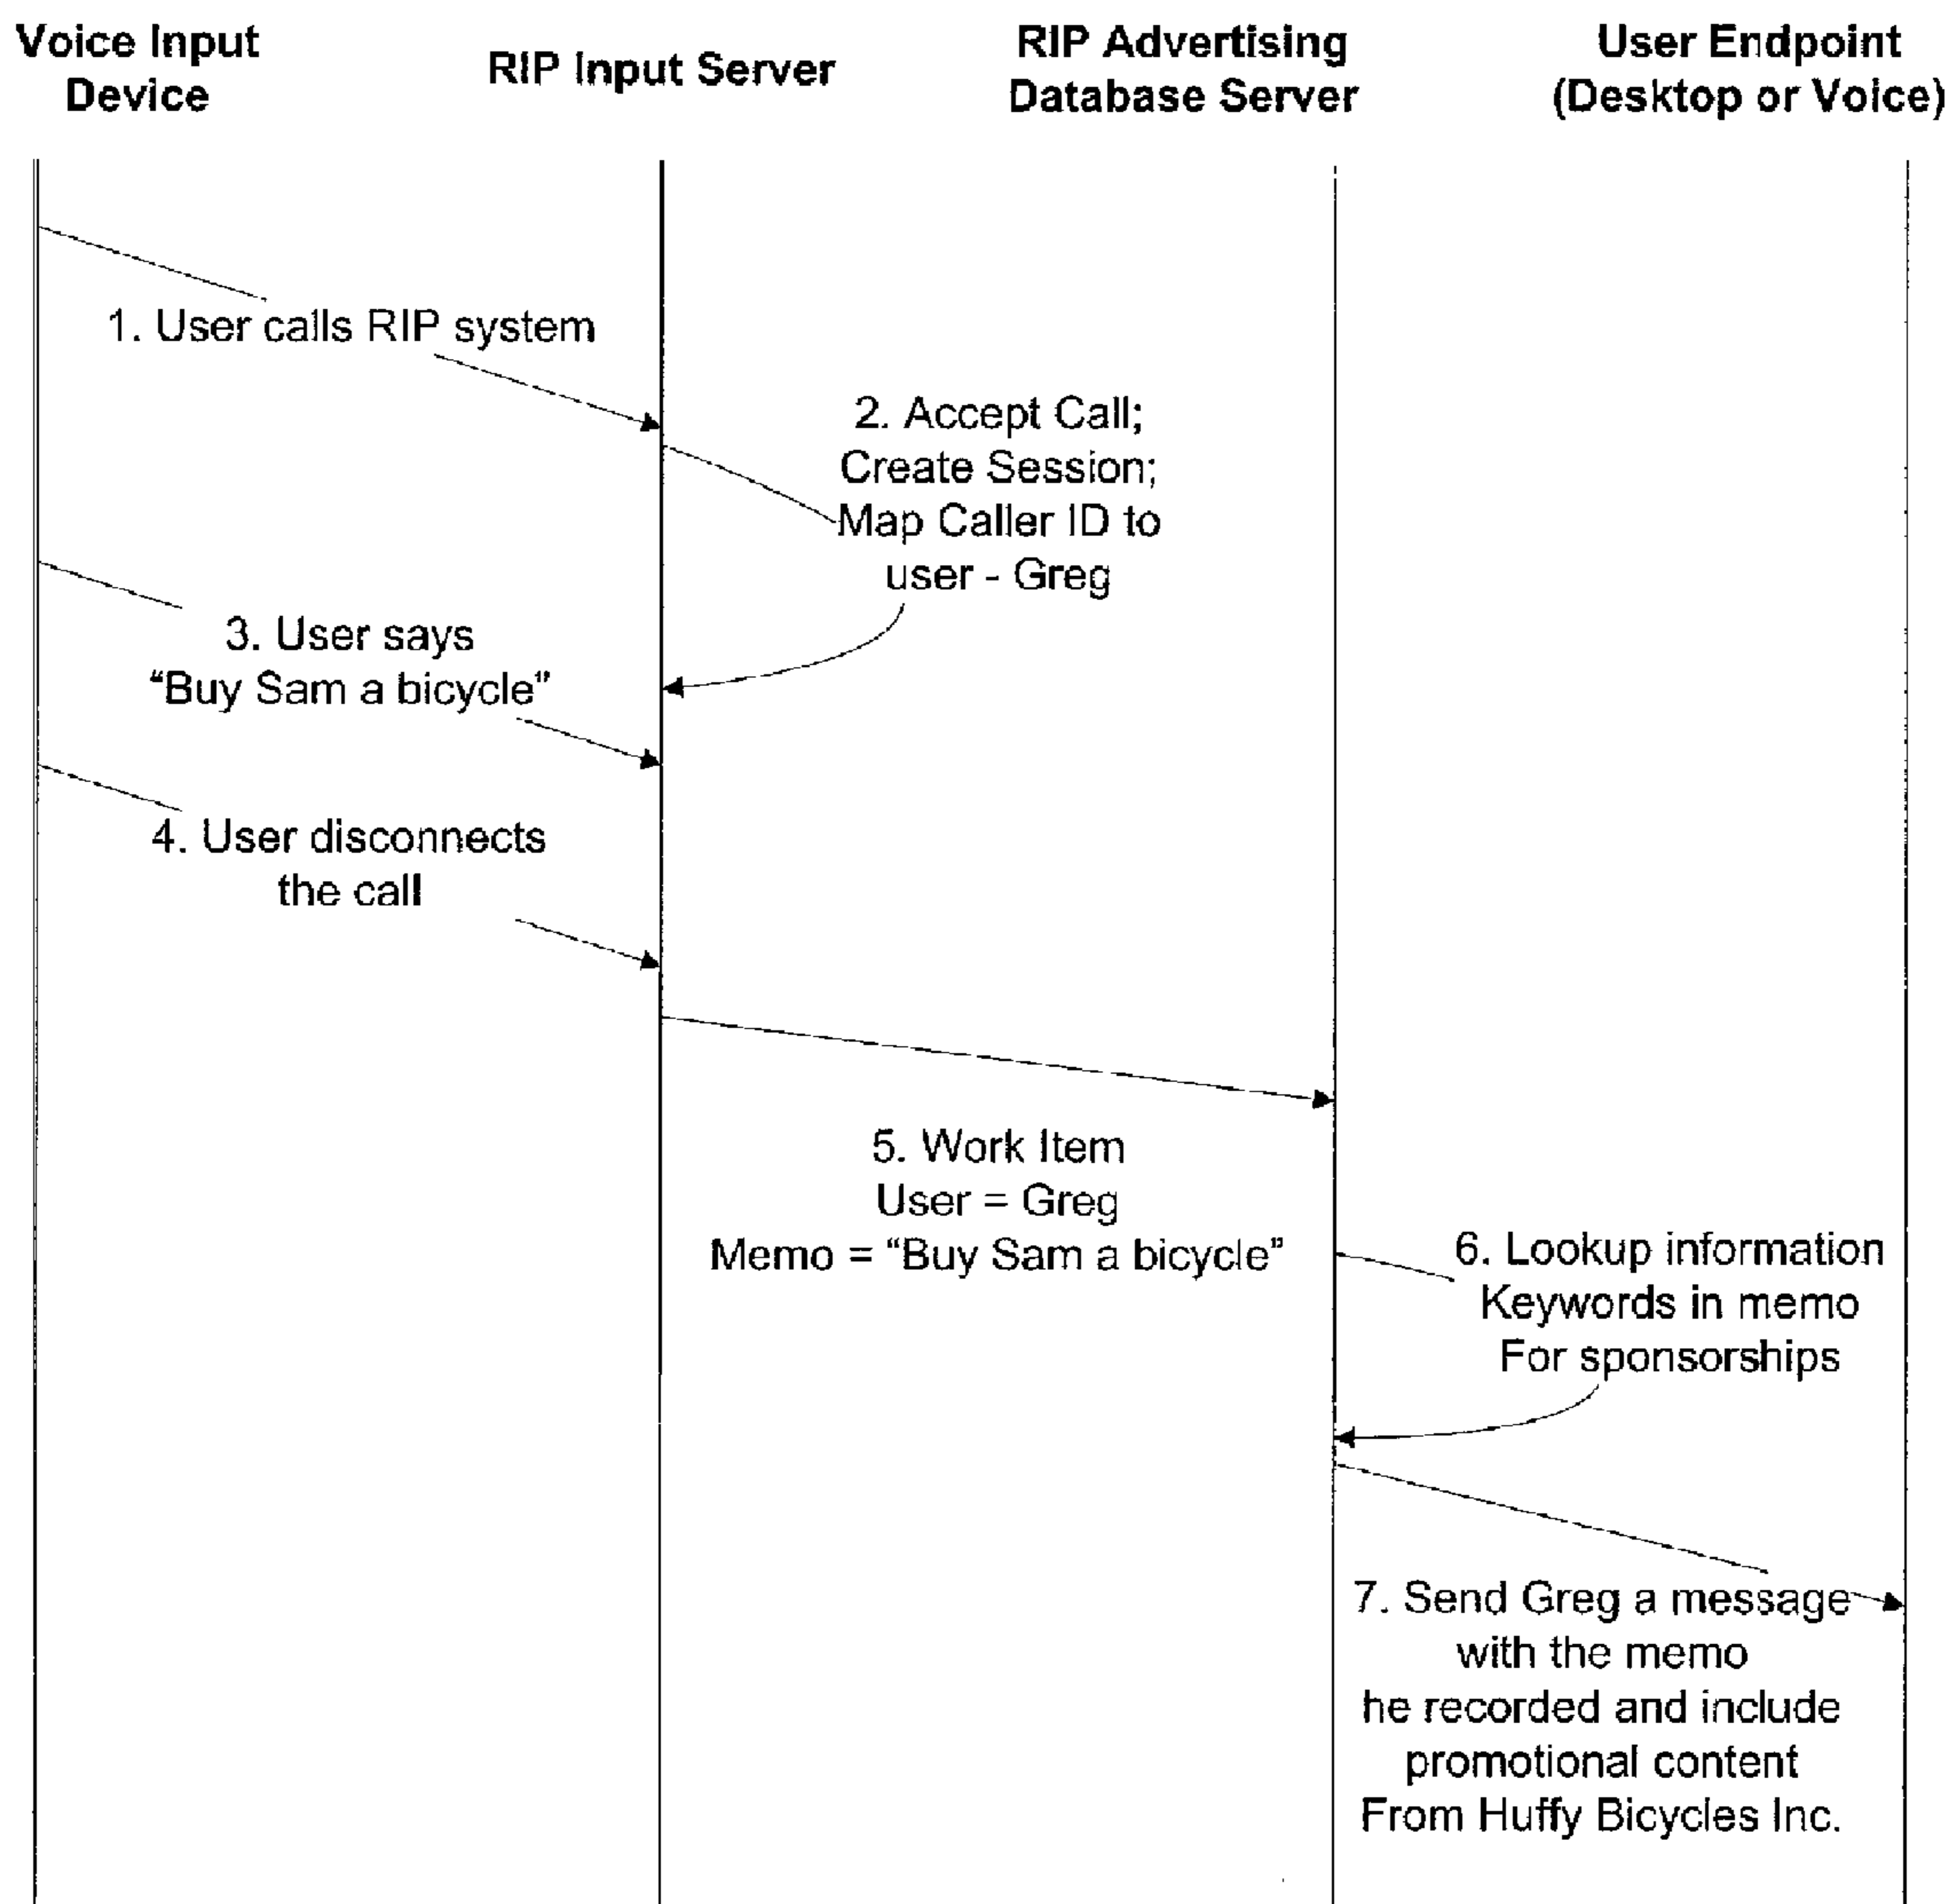 Voice Input
Device
RIP Input Server
RIP Advertising
Database Server
User Endpoint
(Desktop or Voice)
1. User calls RIP system
2. Accept Call;
Create Session;
Map Caller ID to
user - Greg
3. User says
“Buy Sam a bicycle”
4. User disconnects
the call
5. Work Item
User = Greg
Memo = “Buy Sam a bicycle”
6. Lookup information
Keywords in memo
For sponsorships
7. Send Greg a message
with the memo
he recorded and include
promotional content
From Huffy Bicycles Inc.